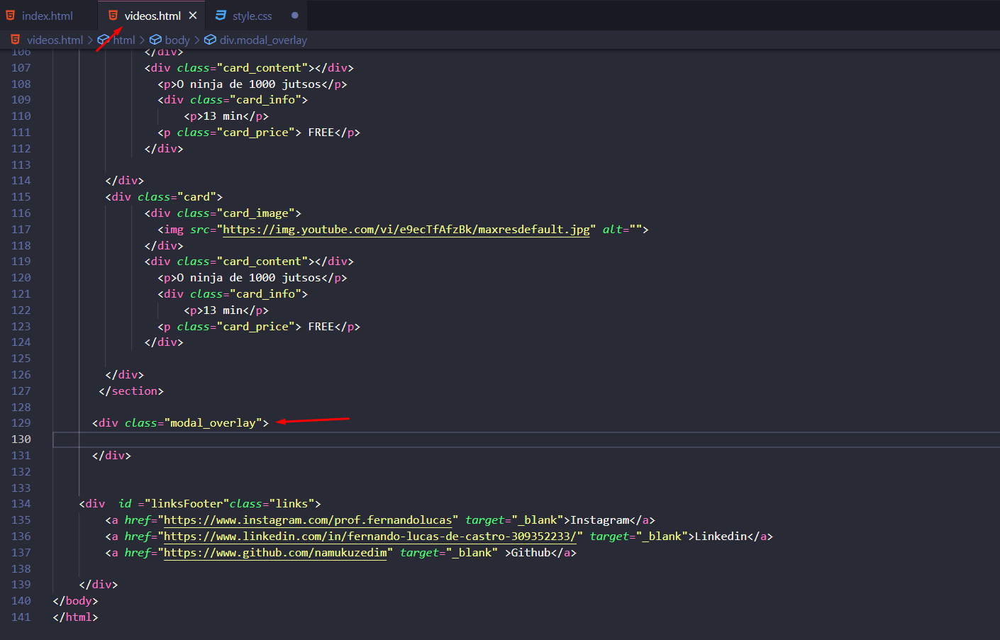 index.html videos.html × style.css
videos.html > html > body > div.modal_overlay
106 </div>
107 <div class="card_content"></div>
108 <p>O ninja de 1000 jutsos</p>
109 <div class="card_info">
110 <p>13 min</p>
111 <p class="card_price"> FREE</p>
112 </div>
113
114 </div>
115 <div class="card">
116 <div class="card_image">
117 <img src="https://img.youtube.com/vi/e9ecTfAfzBk/maxresdefault.jpg" alt="">
118 </div>
119 <div class="card_content"></div>
120 <p>O ninja de 1000 jutsos</p>
121 <div class="card_info">
122 <p>13 min</p>
123 <p class="card_price"> FREE</p>
124 </div>
125
126 </div>
127 </section>
128
129 <div class="modal_overlay">
130
131 </div>
132
133
134 <div  id ="linksFooter"class="links">
135 <a href="https://www.instagram.com/prof.fernandolucas" target="_blank">Instagram</a>
136 <a href="https://www.linkedin.com/in/fernando-lucas-de-castro-309352233/" target="_blank">Linkedin</a>
137 <a href="https://www.github.com/namukuzedim" target="_blank" >Github</a>
138
139 </div>
140 </body>
141 </html>